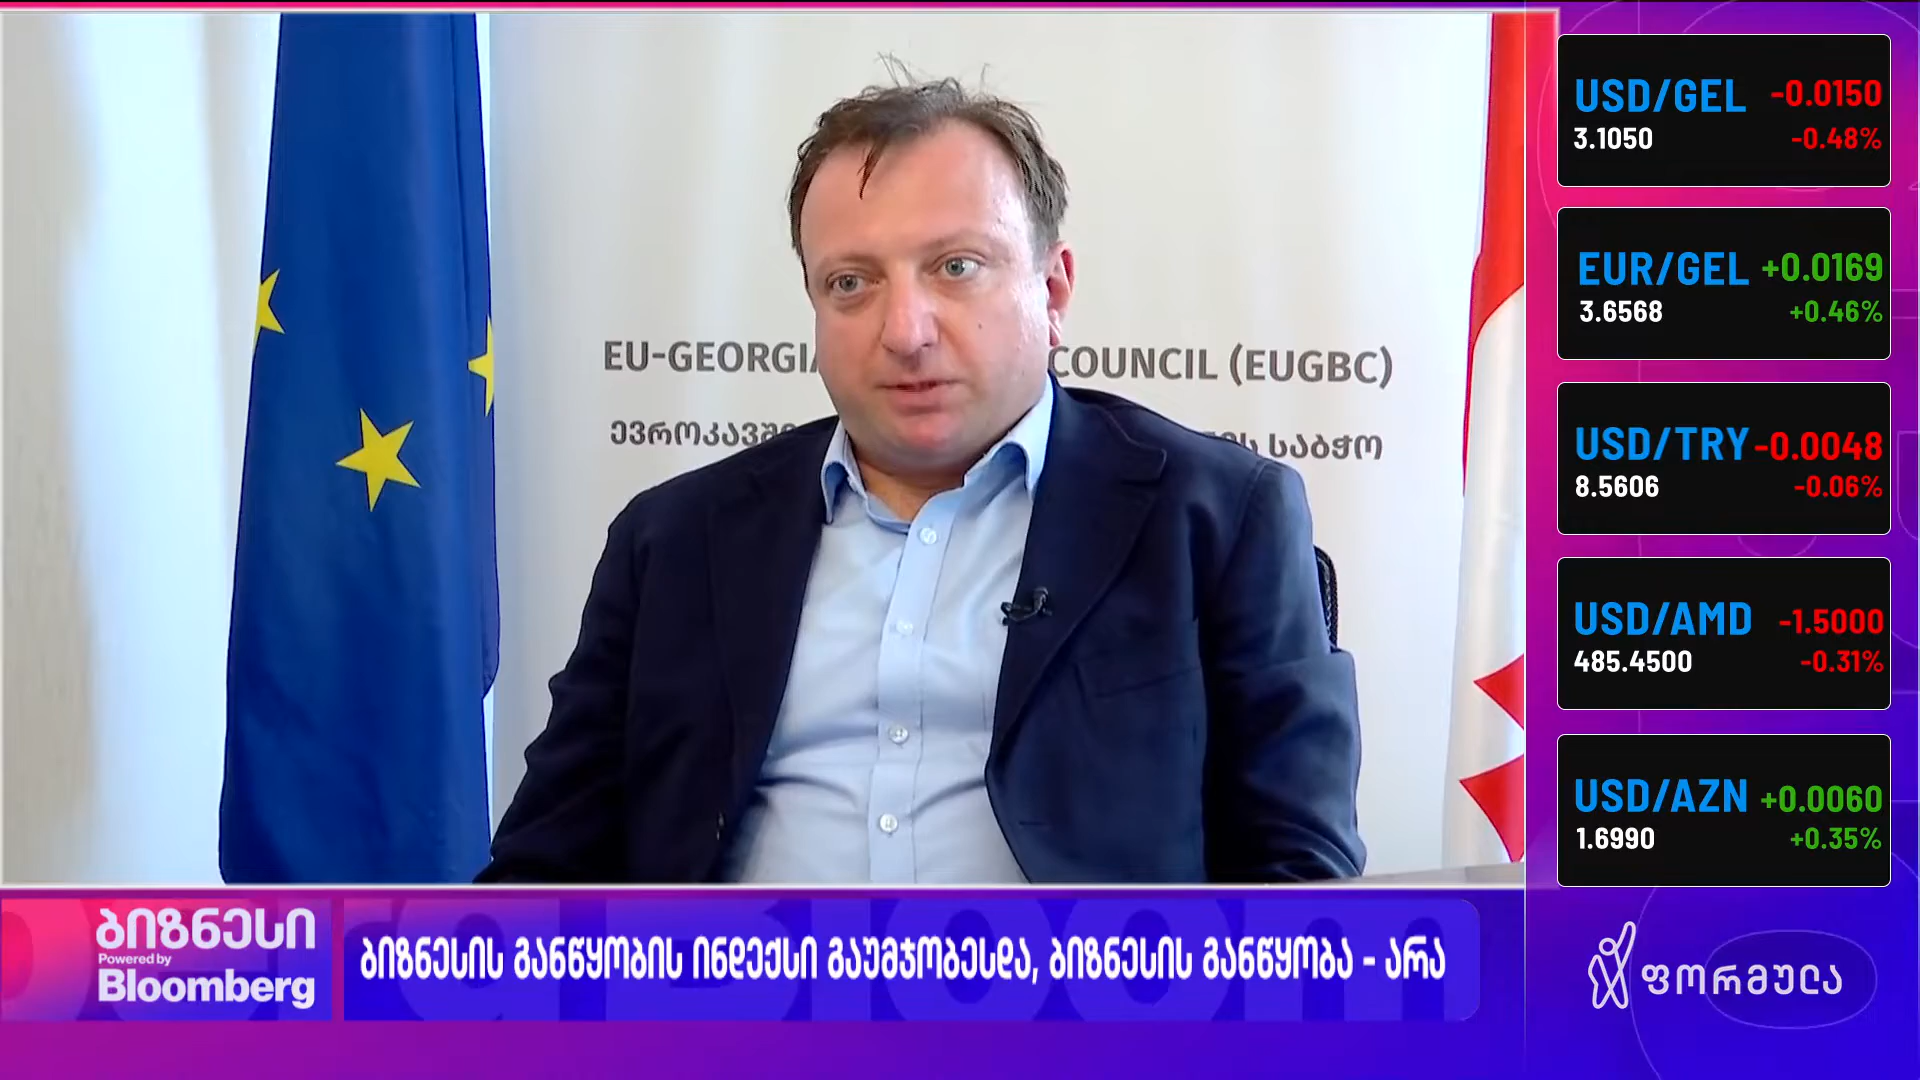 EU-GEORGIA COUNCIL (EUGBC)
ევროკავში საბჭო
USD/GEL -0.0150
3.1050 -0.48%
EUR/GEL +0.0169
3.6568 +0.46%
USD/TRY -0.0048
8.5606 -0.06%
USD/AMD -1.5000
485.4500 -0.31%
USD/AZN +0.0060
1.6990 +0.35%
ბიზნესი
Powered by
Bloomberg
ბიზნესის განწყობის ინდექსი გაუმჯობესდა, ბიზნესის განწყობა - არა
ფორმულა